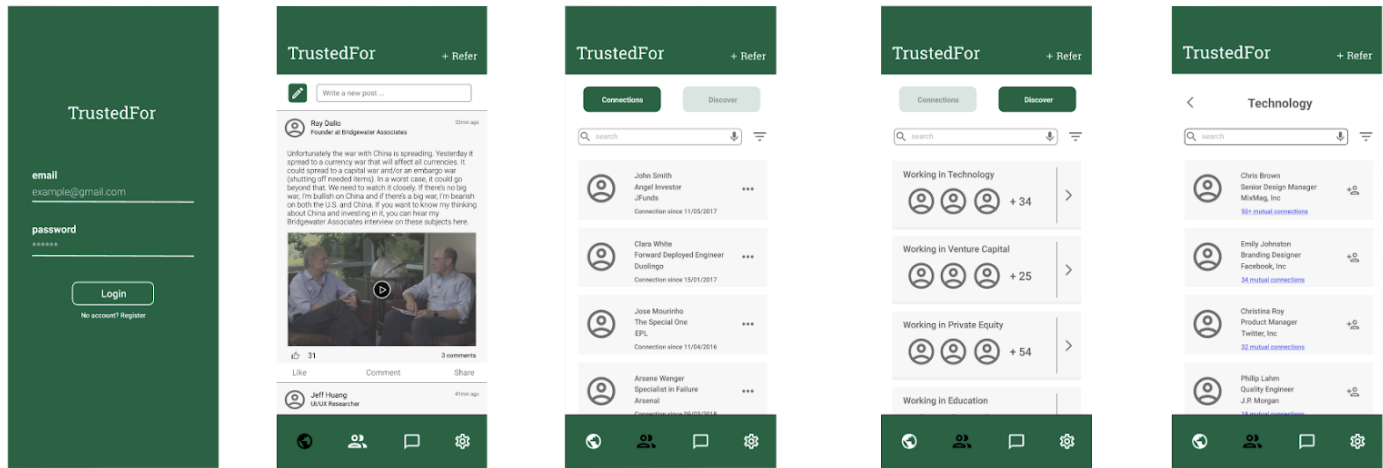 TrustedFor
email
example@gmail.com
password
******
Login
No account? Register
TrustedFor
+ Refer
Write a new post ...
Ray Dalio
32min ago
Founder at Bridgewater Associates
Unfortunately the war with China is spreading. Yesterday it
spread to a currency war that will affect all currencies. It
could spread to a capital war and/or an embargo war
(shutting off needed items). In a worst case, it could go
beyond that. We need to watch it closely. If there's no big
war, I'm bullish on China and if there's a big war, I'm bearish
on both the U.S. and China. If you want to know my thinking
about China and investing in it, you can hear my
Bridgewater Associates interview on these subjects here.
31
3 comments
Like
Comment
Share
Jeff Huang
41min ago
UI/UX Researcher
TrustedFor
+ Refer
Connections
Discover
search
John Smith
Angel Investor
JFunds
Connection since 11/05/2017
Clara White
Forward Deployed Engineer
Duolingo
Connection since 15/01/2017
Jose Mourinho
The Special One
EPL
Connection since 11/04/2016
Arsene Wenger
Specialist in Failure
Arsenal
Connection since 09/03/2018
TrustedFor
+ Refer
Connections
Discover
search
Working in Technology
+ 34
Working in Venture Capital
+ 25
Working in Private Equity
+ 54
Working in Education
TrustedFor
+ Refer
Technology
search
Chris Brown
Senior Design Manager
MixMag, Inc
50+ mutual connections
Emily Johnston
Branding Designer
Facebook, Inc
34 mutual connections
Christina Roy
Product Manager
Twitter, Inc
32 mutual connections
Philip Lahm
Quality Engineer
J.P. Morgan
18 mutual connections